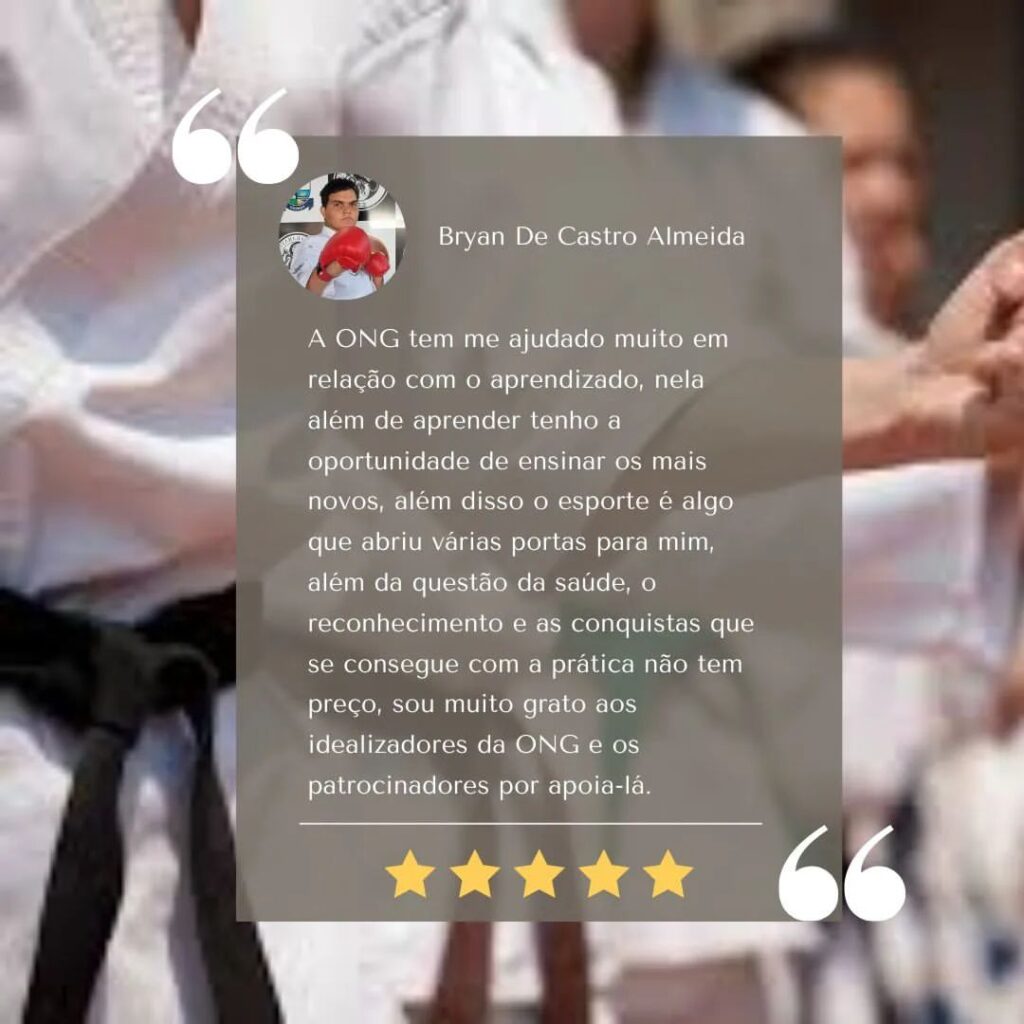 Bryan De Castro Almeida
A ONG tem me ajudado muito em
relação com o aprendizado, nela
além de aprender tenho a
oportunidade de ensinar os mais
novos, além disso o esporte é algo
que abriu várias portas para mim,
além da questão da saúde, o
reconhecimento e as conquistas que
se consegue com a prática não tem
preço, sou muito grato aos
idealizadores da ONG e os
patrocinadores por apoia-lá.